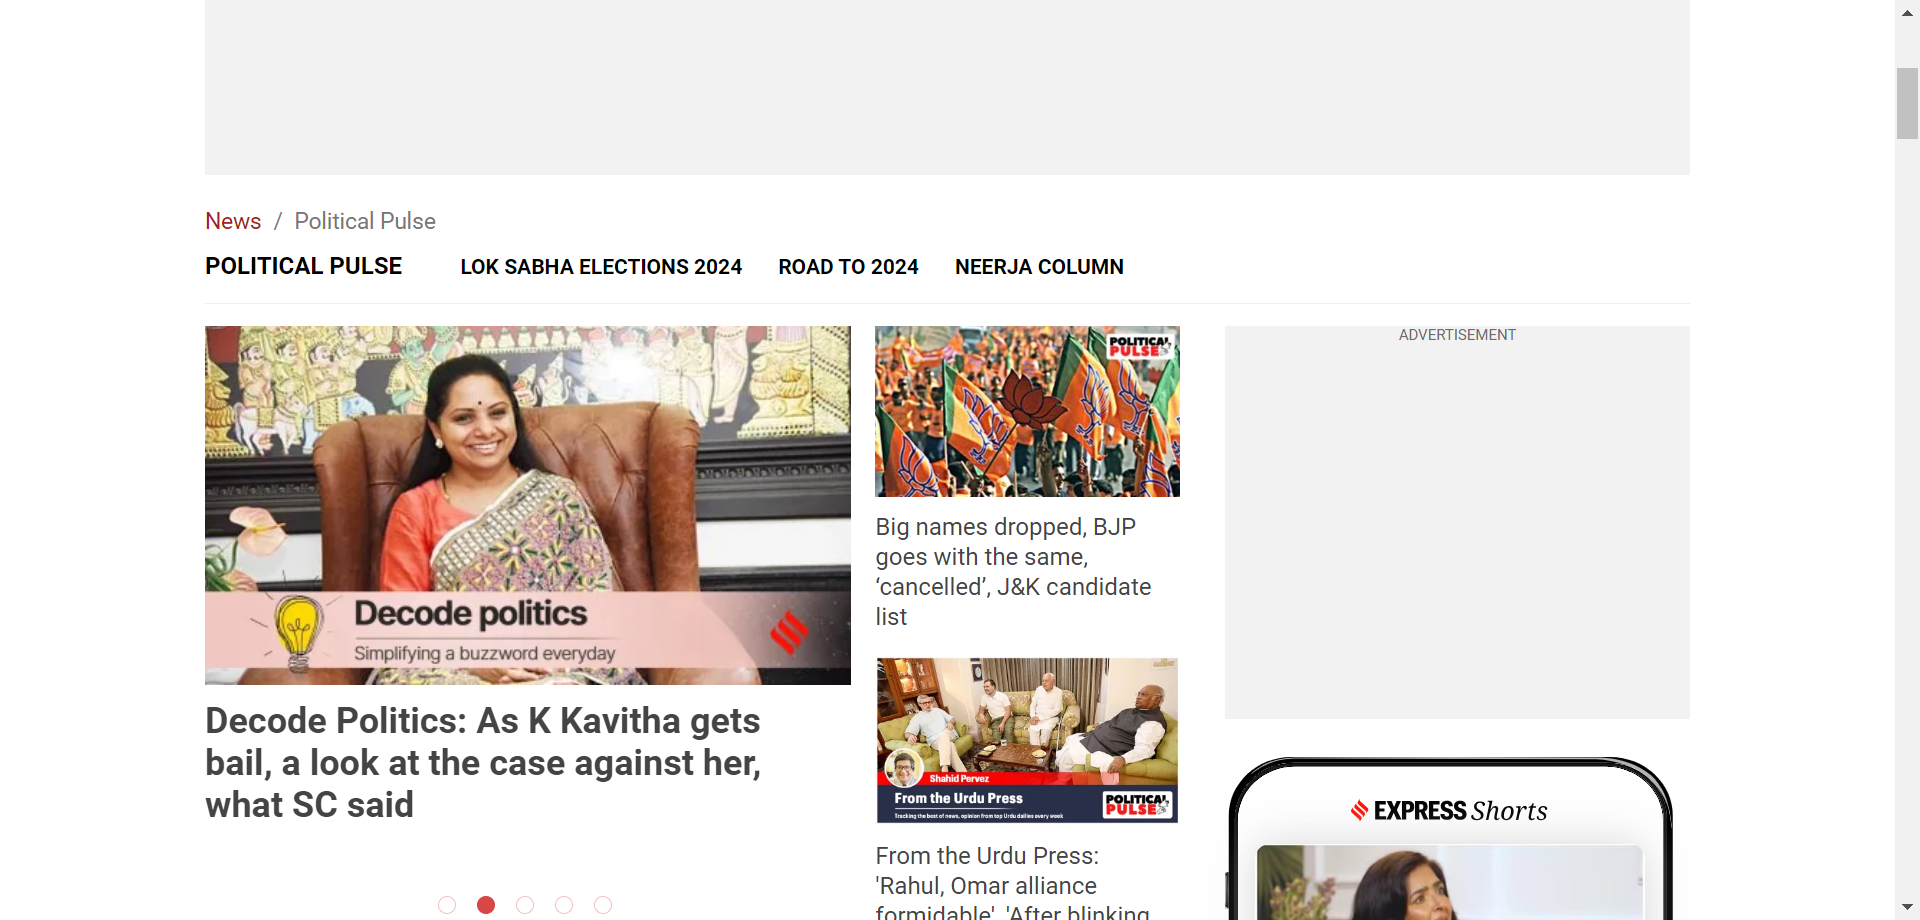 News / Political Pulse
POLITICAL PULSE LOK SABHA ELECTIONS 2024 ROAD TO 2024 NEERJA COLUMN
Decode politics
Simplifying a buzzword everyday
Decode Politics: As K Kavitha gets
bail, a look at the case against her,
what SC said
POLITICAL
PULSE
Big names dropped, BJP
goes with the same,
‘cancelled’, J&K candidate
list
Shahid Pervez
From the Urdu Press
Tracking the best of news, opinion from top Urdu dailies every week
POLITICAL
PULSE
From the Urdu Press:
'Rahul, Omar alliance
formidable', 'After blinking
ADVERTISEMENT
EXPRESS Shorts